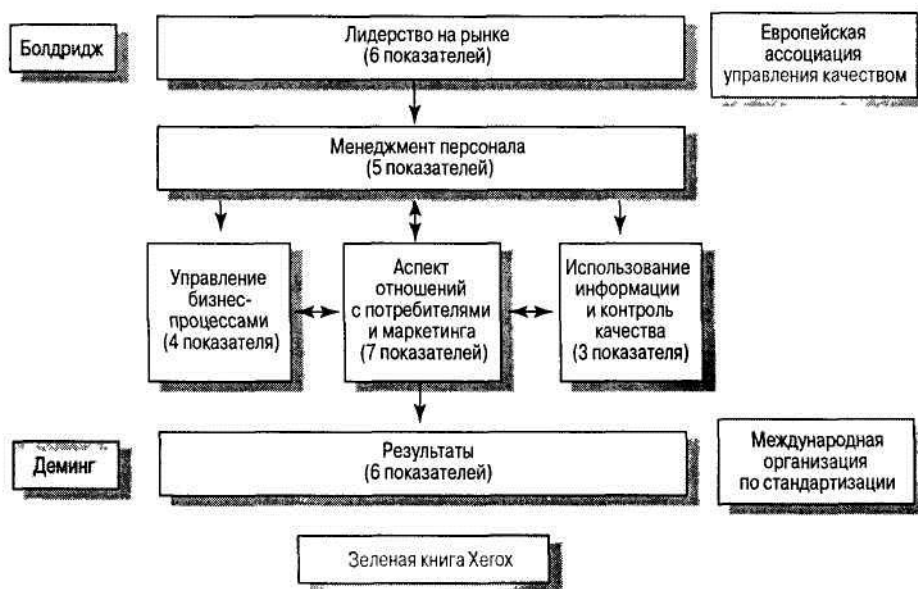 Болдридж
Лидерство на рынке
(6 показателей)
Европейская
ассоциация
управления качеством
Менеджмент персонала
(5 показателей)
Управление
бизнес-
процессами
(4 показателя)
Аспект
отношений
с потребителями
и маркетинга
(7 показателей)
Использование
информации
и контроль
качества
(3 показателя)
Деминг
Результаты
(6 показателей)
Международная
организация
по стандартизации
Зеленая книга Xerox